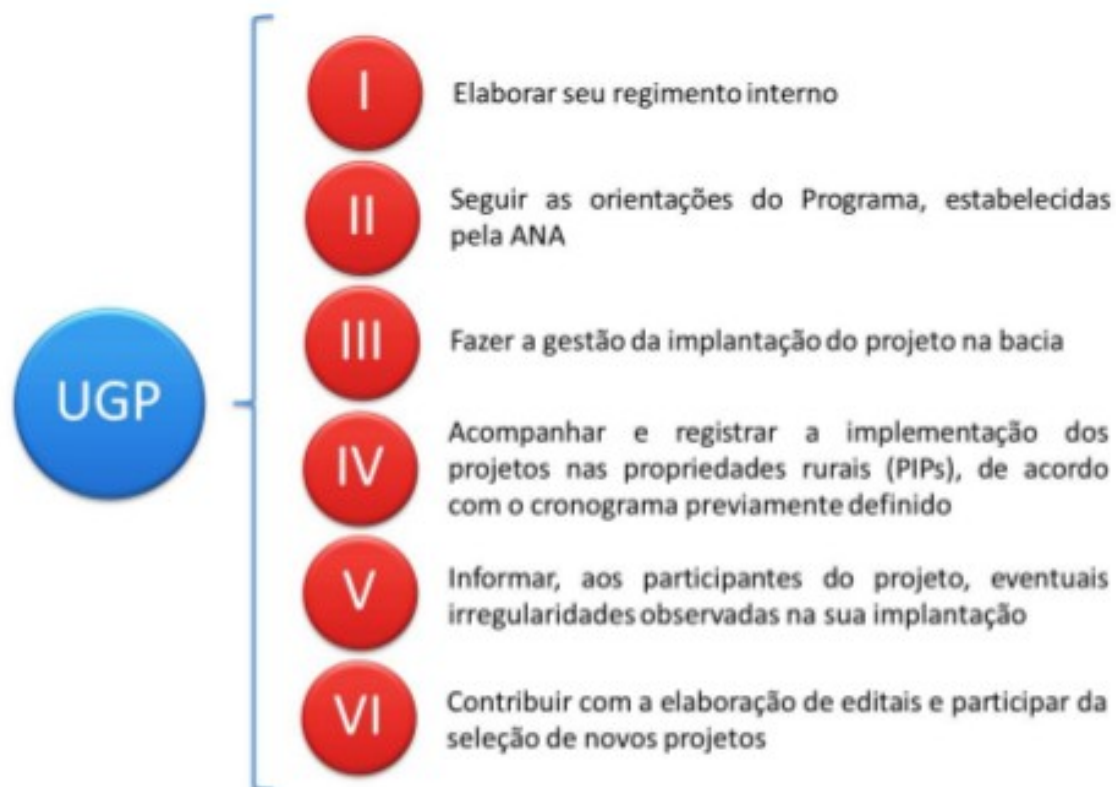 I
Elaborar seu regimento interno
II
Seguir as orientações do Programa, estabelecidas
pela ANA
III
Fazer a gestão da implantação do projeto na bacia
UGP
IV
Acompanhar e registrar a implementação dos
projetos nas propriedades rurais (PIPs), de acordo
com o cronograma previamente definido
V
Informar, aos participantes do projeto, eventuais
irregularidades observadas na sua implantação
VI
Contribuir com a elaboração de editais e participar da
seleção de novos projetos